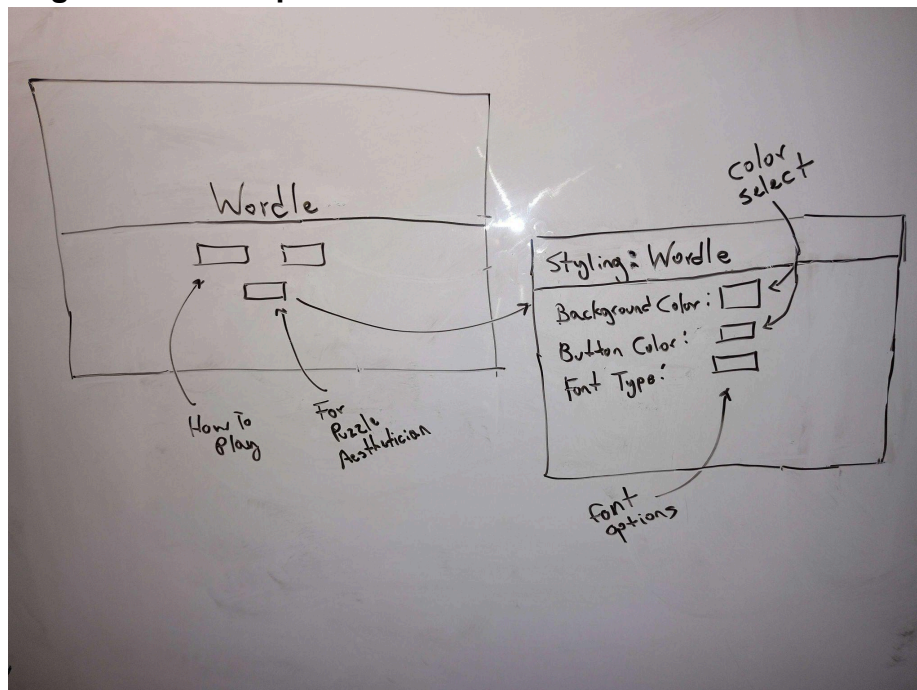 Wordle
How To
Play
For
Puzzle
Aesthetician
Styling: Wordle
Background Color:
Button Color:
Font Type:
color
select
font
options